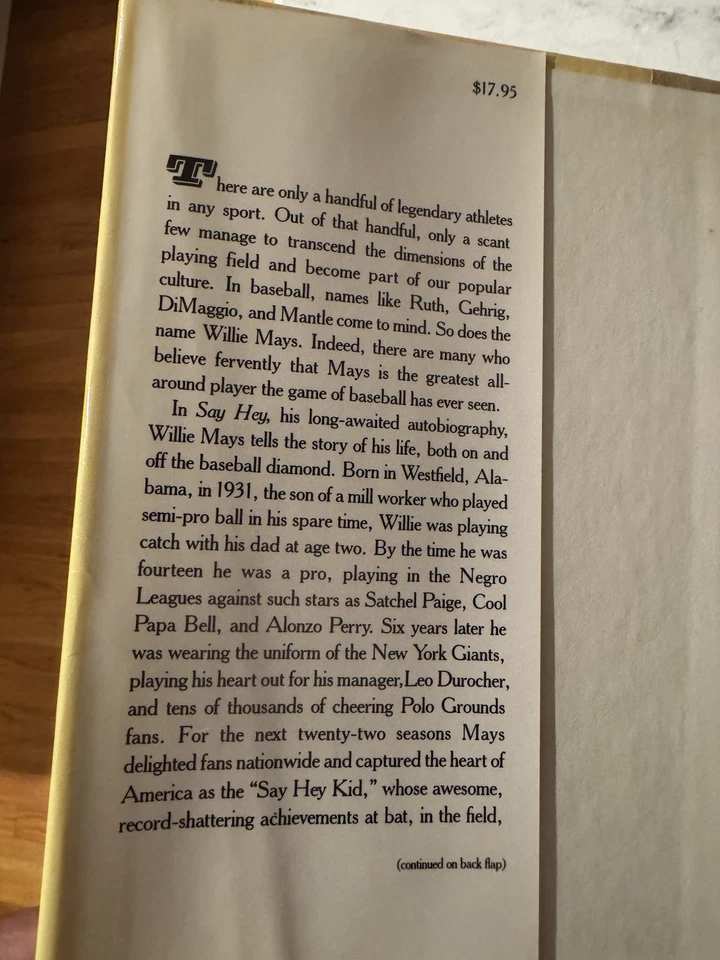 $17.95
There are only a handful of legendary athletes
in any sport. Out of that handful, only a scant
few manage to transcend the dimensions of the
playing field and become part of our popular
culture. In baseball, names like Ruth, Gehrig,
DiMaggio, and Mantle come to mind. So does the
name Willie Mays. Indeed, there are many who
believe fervently that Mays is the greatest all-
around player the game of baseball has ever seen.
In Say Hey, his long-awaited autobiography,
Willie Mays tells the story of his life, both on and
off the baseball diamond. Born in Westfield, Ala-
bama, in 1931, the son of a mill worker who played
semi-pro ball in his spare time, Willie was playing
catch with his dad at age two. By the time he was
fourteen he was a pro, playing in the Negro
Leagues against such stars as Satchel Paige, Cool
Papa Bell, and Alonzo Perry. Six years later he
was wearing the uniform of the New York Giants,
playing his heart out for his manager, Leo Durocher,
and tens of thousands of cheering Polo Grounds
fans. For the next twenty-two seasons Mays
delighted fans nationwide and captured the heart of
America as the “Say Hey Kid,” whose awesome,
record-shattering achievements at bat, in the field,
(continued on back flap)